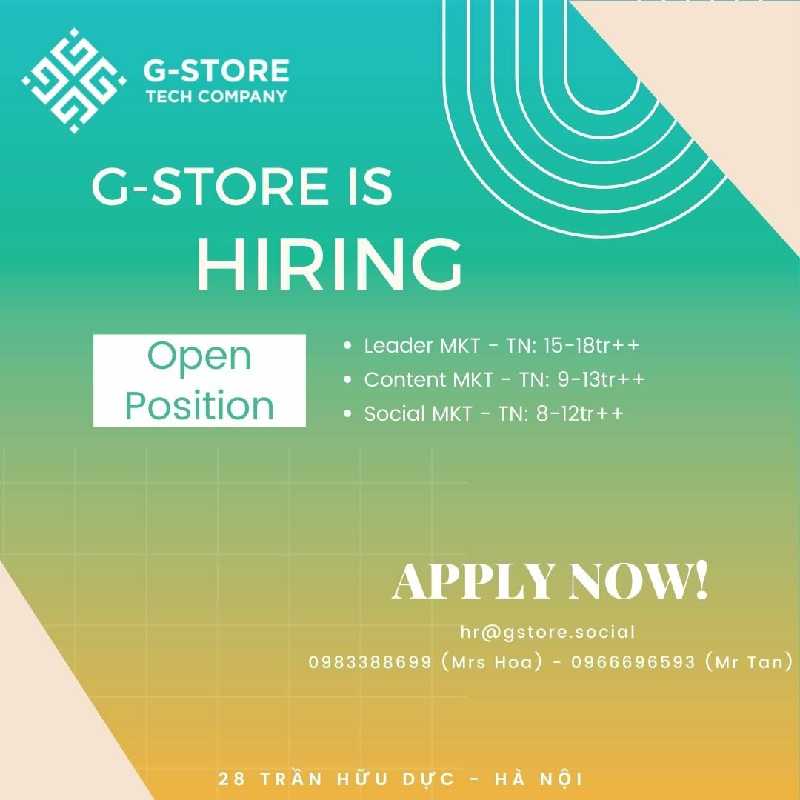 G-STORE
TECH COMPANY
G-STORE IS
HIRING
Open
Position
• Leader MKT - TN: 15-18tr++
• Content MKT - TN: 9-13tr++
• Social MKT - TN: 8-12tr++
APPLY NOW!
hr@gstore.social
0983388699 (Mrs Hoa) - 0966696593 (Mr Tan)
28 TRẦN HỮU DỰC - HÀ NỘI